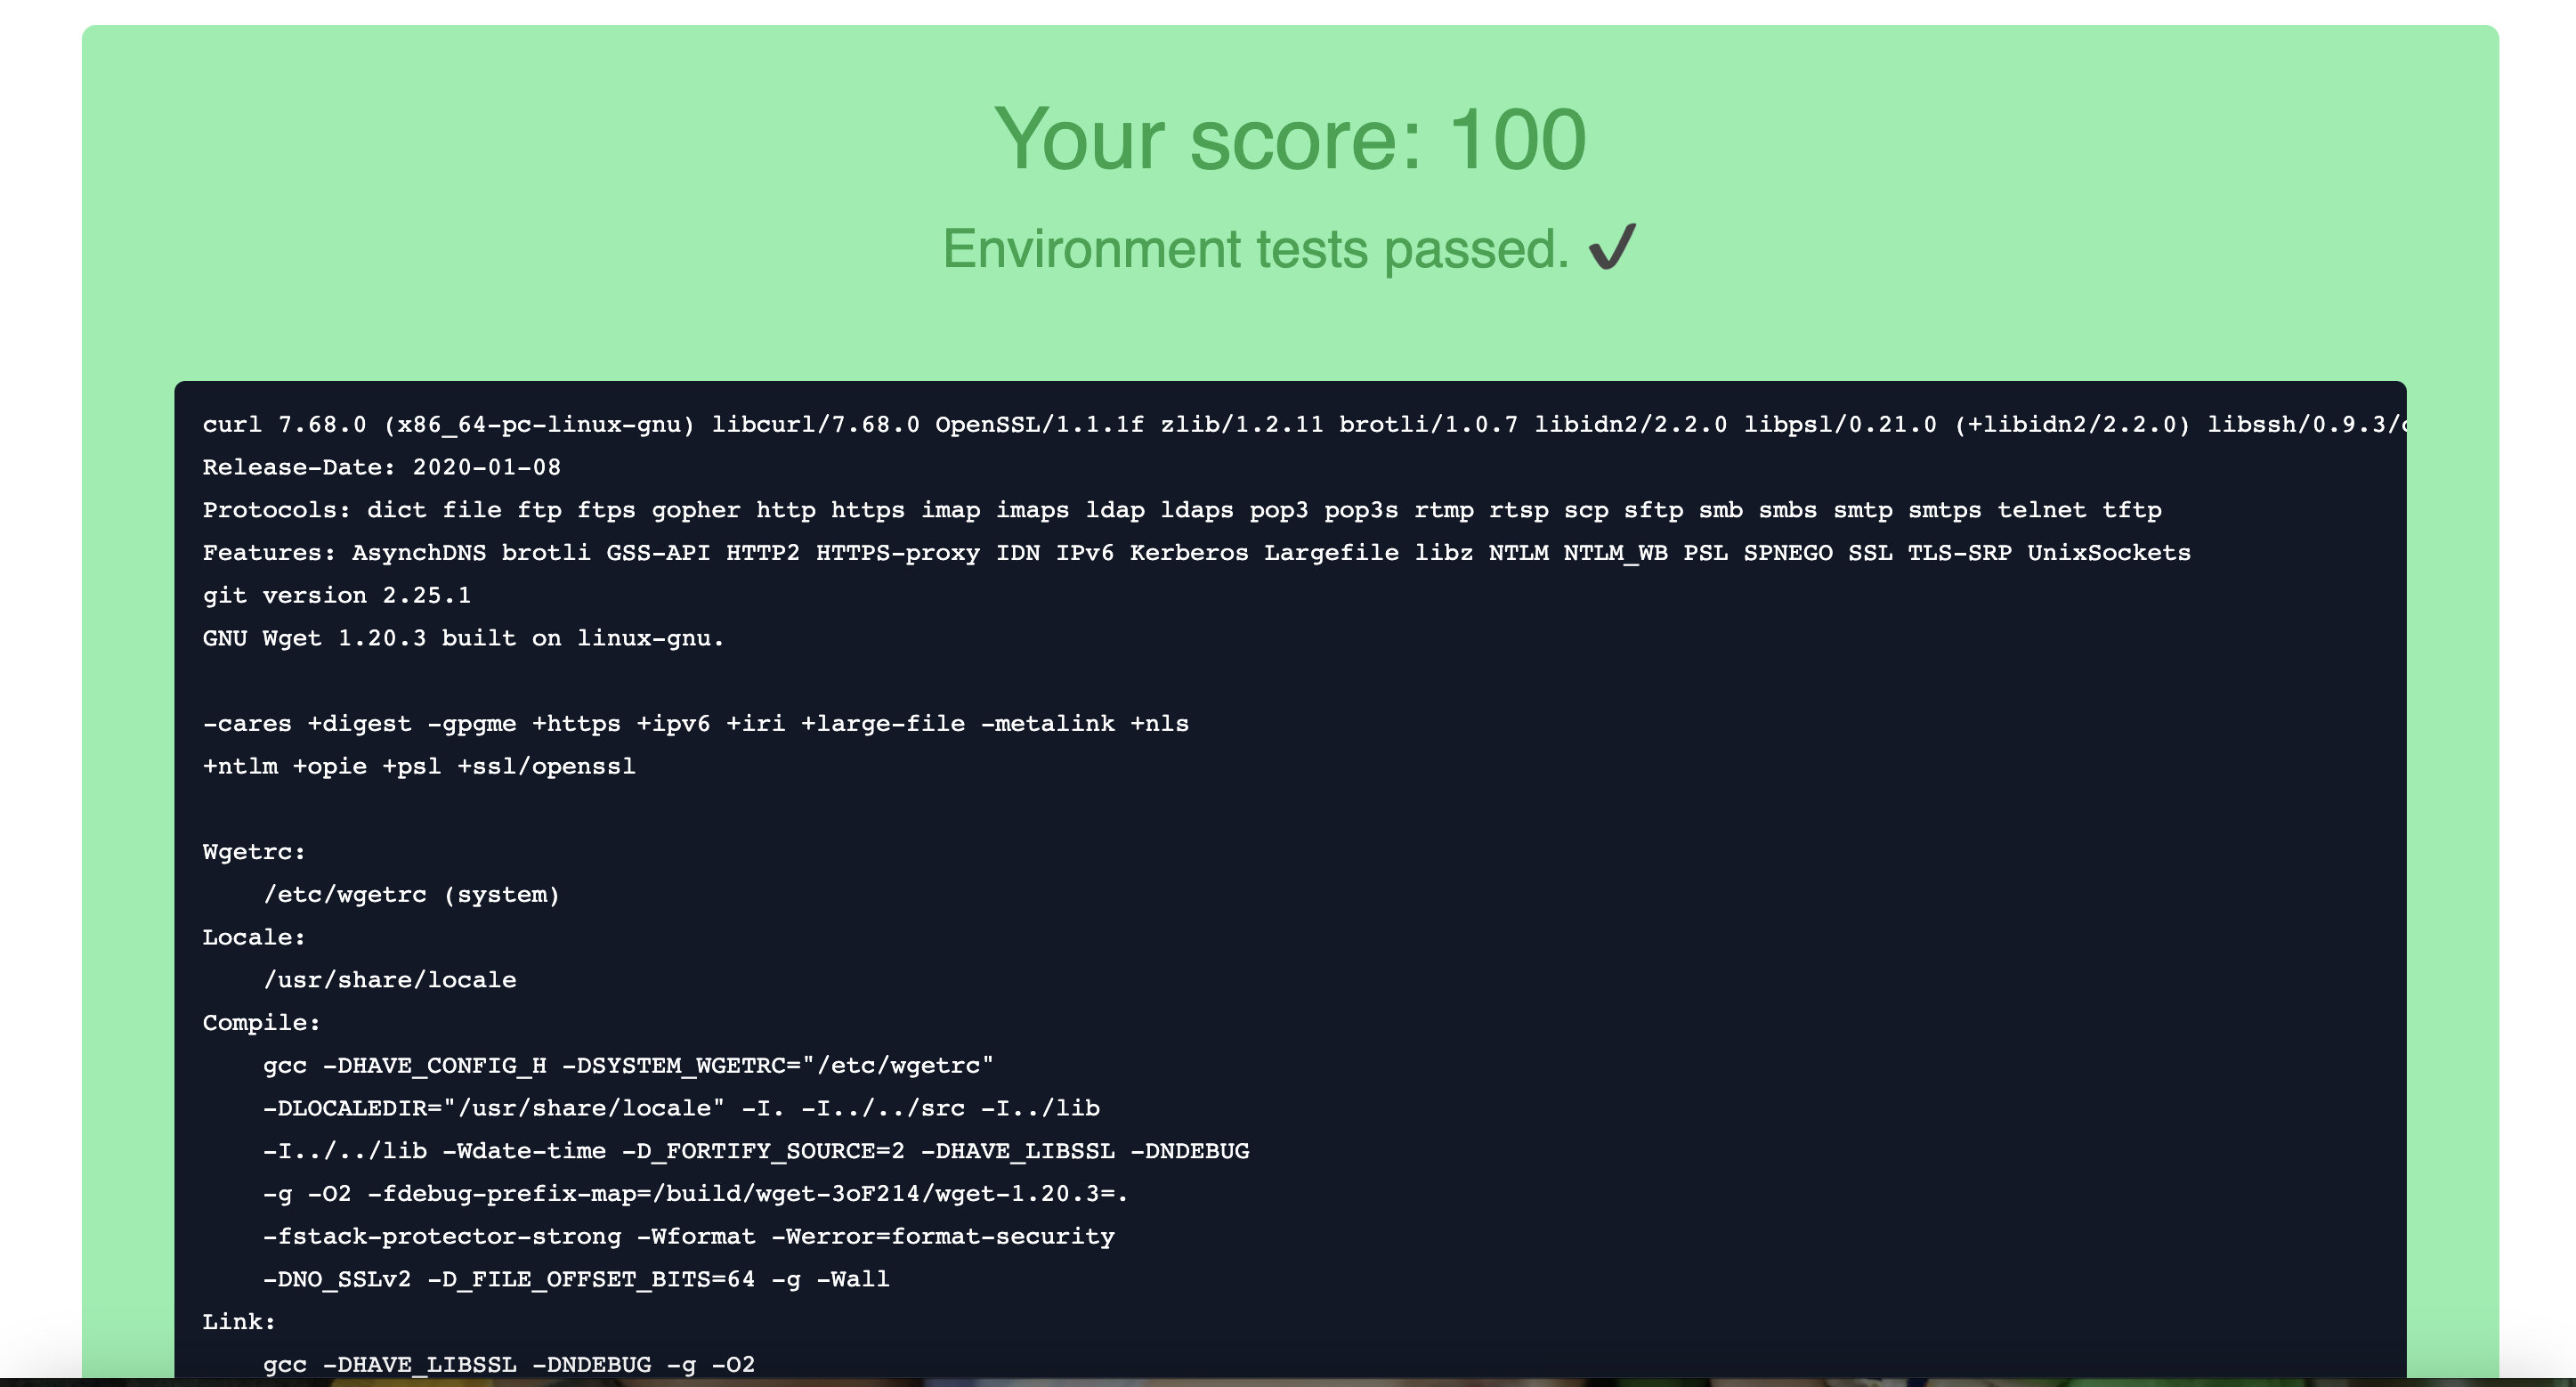 Your score: 100
Environment tests passed. ✔
curl 7.68.0 (x86_64-pc-linux-gnu) libcurl/7.68.0 OpenSSL/1.1.1f zlib/1.2.11 brotli/1.0.7 libidn2/2.2.0 libpsl/0.21.0 (+libidn2/2.2.0) libssh/0.9.3/
Release-Date: 2020-01-08
Protocols: dict file ftp ftps gopher http https imap imaps ldap ldaps pop3 pop3s rtmp rtsp scp sftp smb smbs smtp smtps telnet tftp
Features: AsynchDNS brotli GSS-API HTTP2 HTTPS-proxy IDN IPv6 Kerberos Largefile libz NTLM NTLM_WB PSL SPNEGO SSL TLS-SRP UnixSockets
git version 2.25.1
GNU Wget 1.20.3 built on linux-gnu.
-cares +digest -gpgme +https +ipv6 +iri +large-file -metalink +nls
+ntlm +opie +psl +ssl/openssl
Wgetrc:
/etc/wgetrc (system)
Locale:
/usr/share/locale
Compile:
gcc -DHAVE_CONFIG_H -DSYSTEM_WGETRC="/etc/wgetrc"
-DLOCALEDIR="/usr/share/locale" -I. -I../../src -I../lib
-I../../lib -Wdate-time -D_FORTIFY_SOURCE=2 -DHAVE_LIBSSL -DNDEBUG
-g -O2 -fdebug-prefix-map=/build/wget-3oF214/wget-1.20.3=.
-fstack-protector-strong -Wformat -Werror=format-security
-DNO_SSLv2 -D_FILE_OFFSET_BITS=64 -g -Wall
Link:
gcc -DHAVE_LIBSSL -DNDEBUG -g -O2